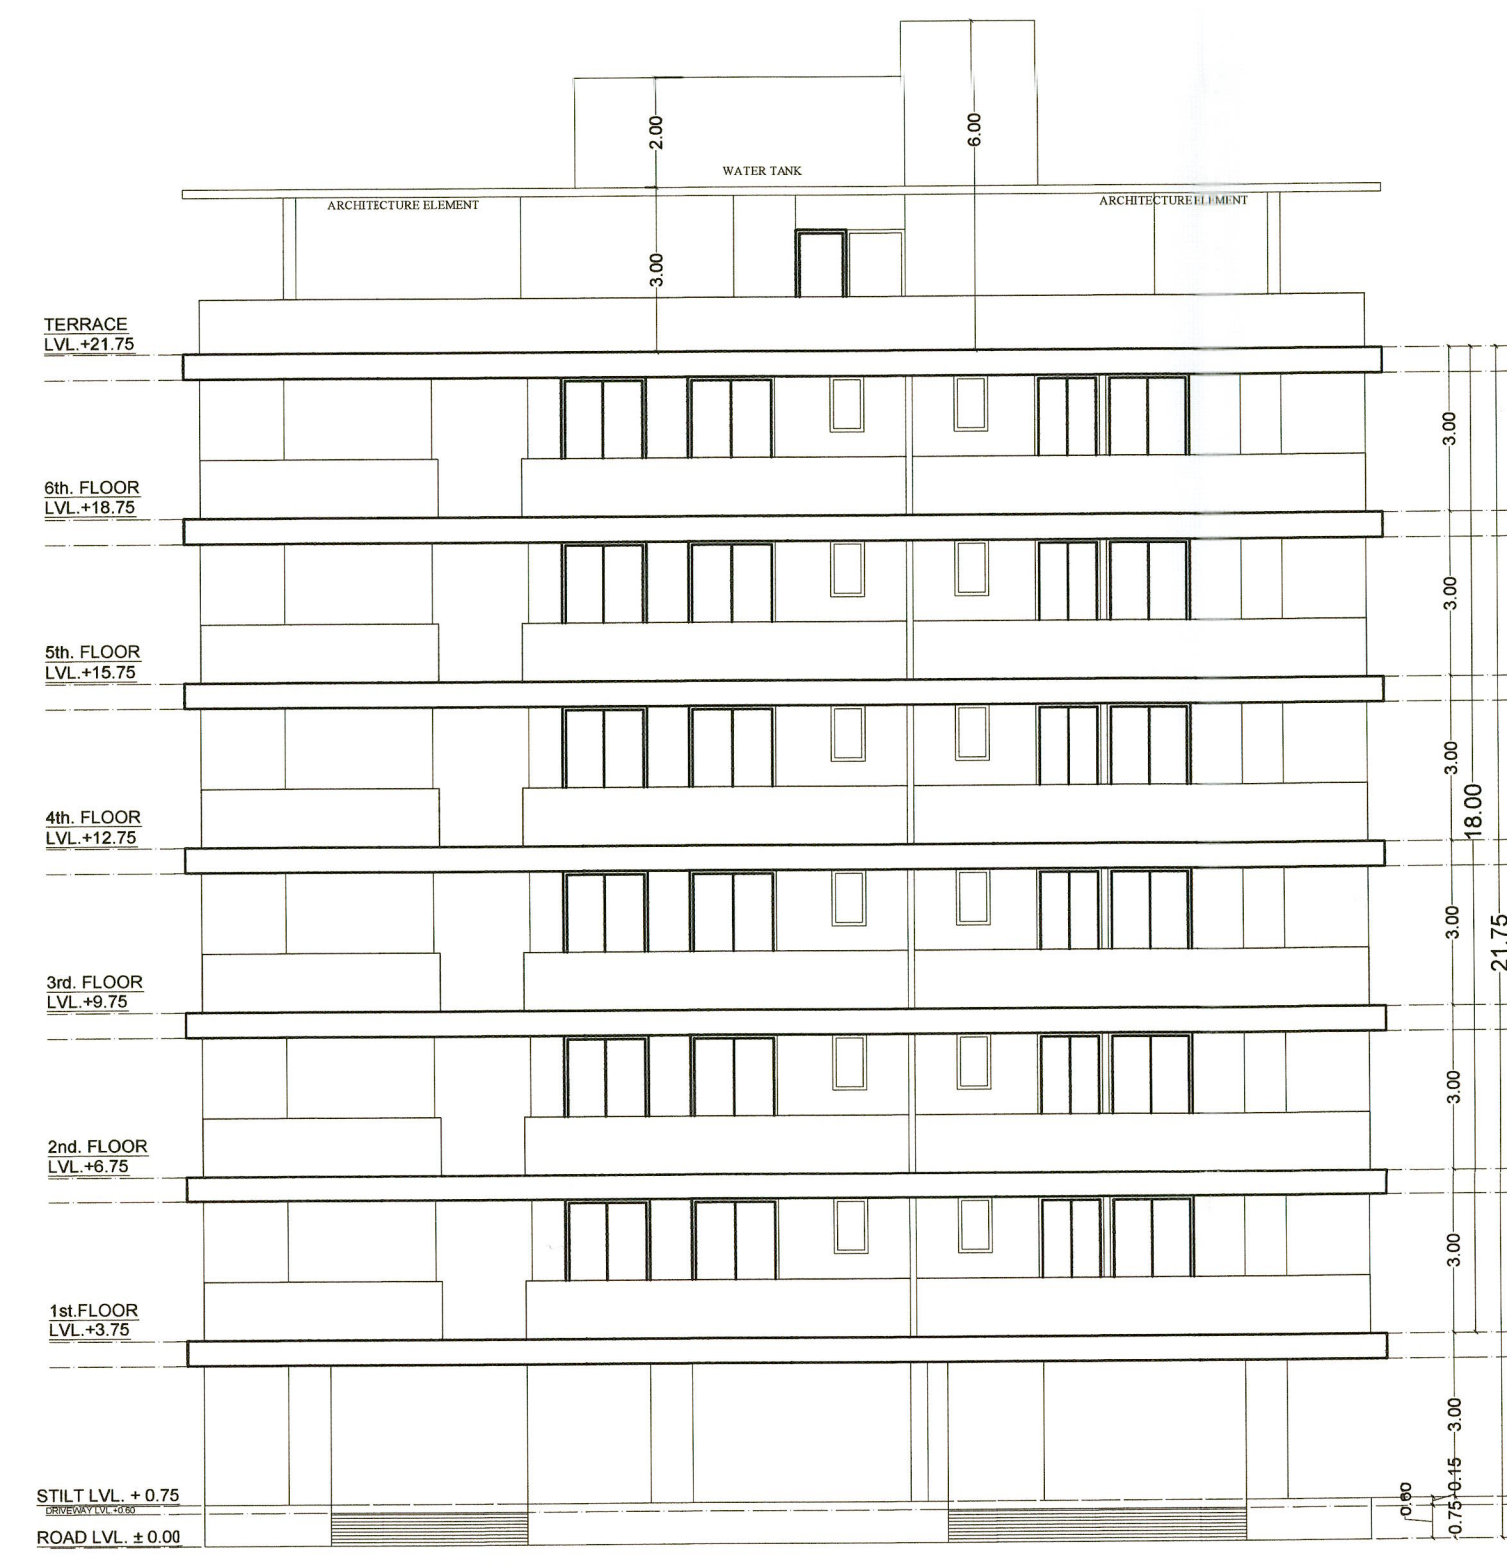 2.00
6.00
WATER TANK
ARCHITECTURE ELEMENT
ARCHITECTURE ELEMENT
3.00
TERRACE
LVL.+21.75
3.00
6th. FLOOR
LVL.+18.75
3.00
5th. FLOOR
LVL.+15.75
3.00
18.00
4th. FLOOR
LVL.+12.75
3.00
21.75
3rd. FLOOR
LVL.+9.75
3.00
2nd. FLOOR
LVL.+6.75
3.00
1st.FLOOR
LVL.+3.75
3.00
STILT LVL. + 0.75
DRIVEWAY LVL.+0.60
ROAD LVL. ± 0.00
0.60
0.75
0.15